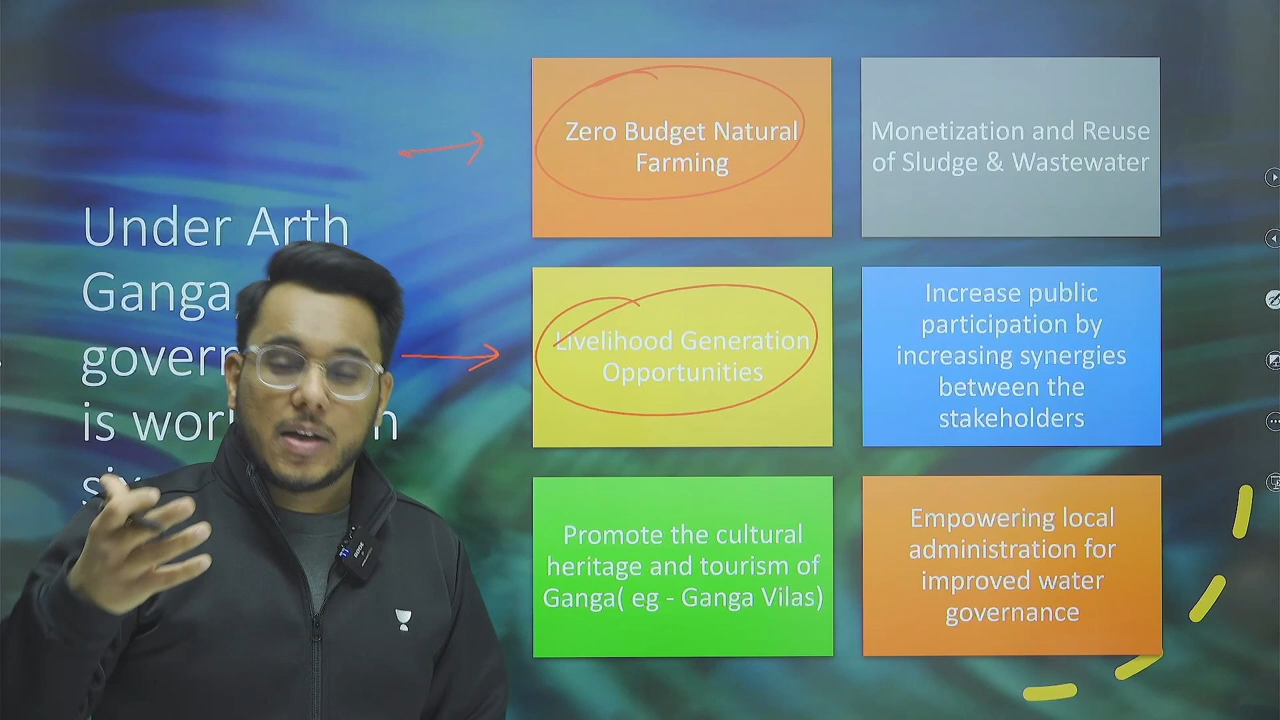 Under Arth
Ganga,
govern
is wor
Zero Budget Natural
Farming
Monetization and Reuse
of Sludge & Wastewater
Livelihood Generation
Opportunities
Increase public
participation by
increasing synergies
between the
stakeholders
Promote the cultural
heritage and tourism of
Ganga( eg - Ganga Vilas)
Empowering local
administration for
improved water
governance